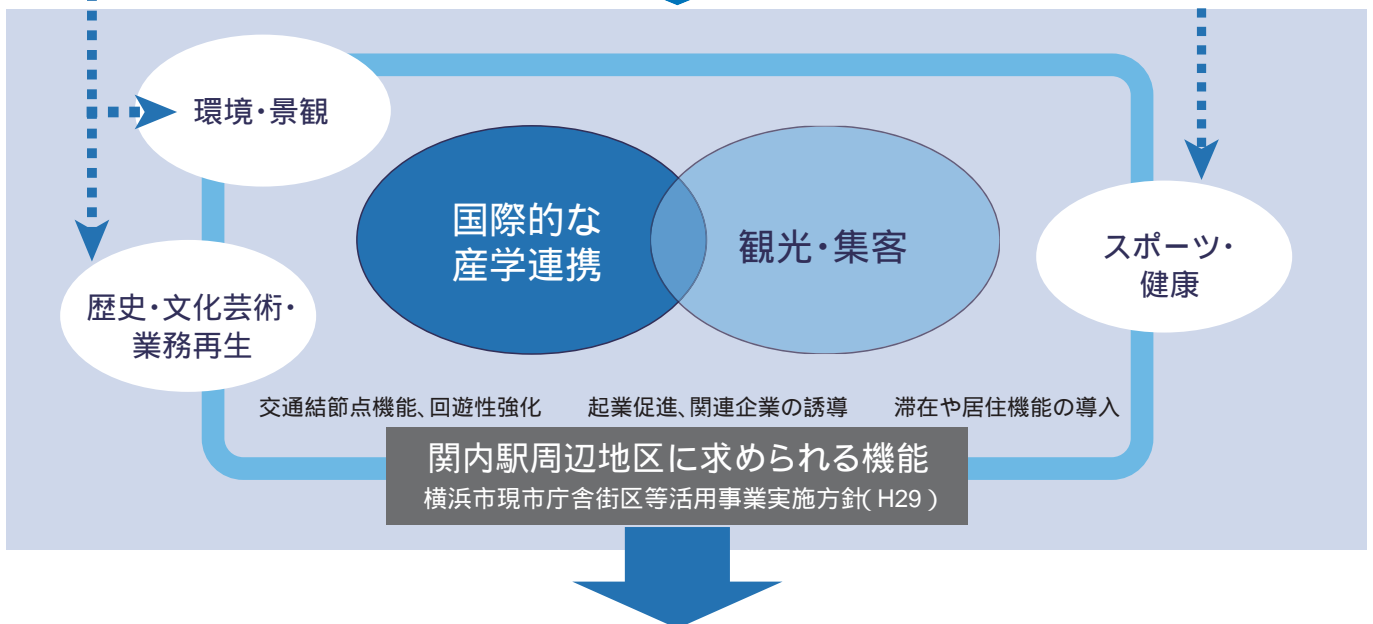 環境・景観
国際的な
産学連携
観光・集客
スポーツ・
健康
歴史・文化芸術・
業務再生
交通結節点機能、回遊性強化 起業促進、関連企業の誘導 滞在や居住機能の導入
関内駅周辺地区に求められる機能
横浜市現市庁舎街区等活用事業実施方針(H29)